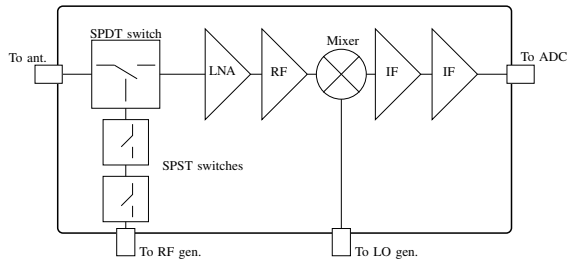 SPDT switch
Mixer
To ant.
To ADC
LNA
RF
IF
IF
SPST switches
To RF gen.
To LO gen.